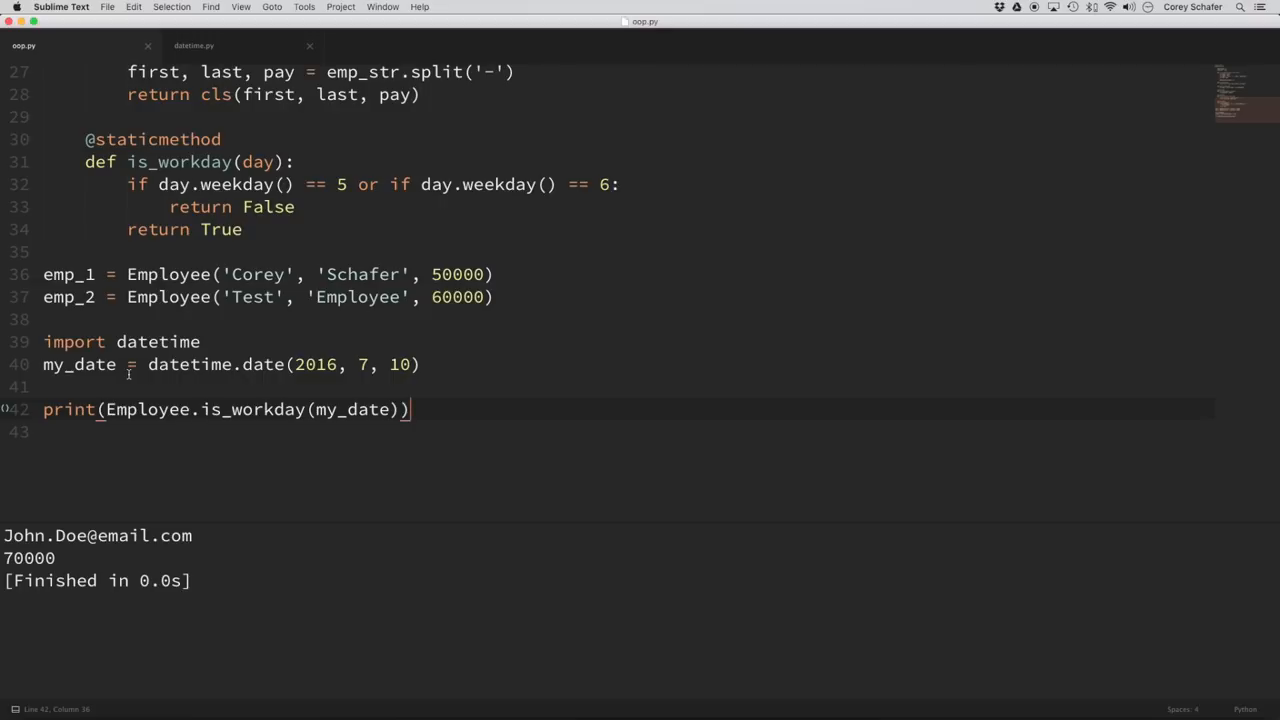 Sublime Text File Edit Selection Find View Goto Tools Project Window Help Corey Schafer
oop.py
oop.py datetime.py
27 first, last, pay = emp_str.split('-')
28 return cls(first, last, pay)
29
30 @staticmethod
31 def is_workday(day):
32 if day.weekday() == 5 or if day.weekday() == 6:
33 return False
34 return True
35
36 emp_1 = Employee('Corey', 'Schafer', 50000)
37 emp_2 = Employee('Test', 'Employee', 60000)
38
39 import datetime
40 my_date = datetime.date(2016, 7, 10)
41
()42 print(Employee.is_workday(my_date))
43
John.Doe@email.com
70000
[Finished in 0.0s]
Line 42, Column 36 Spaces: 4 Python